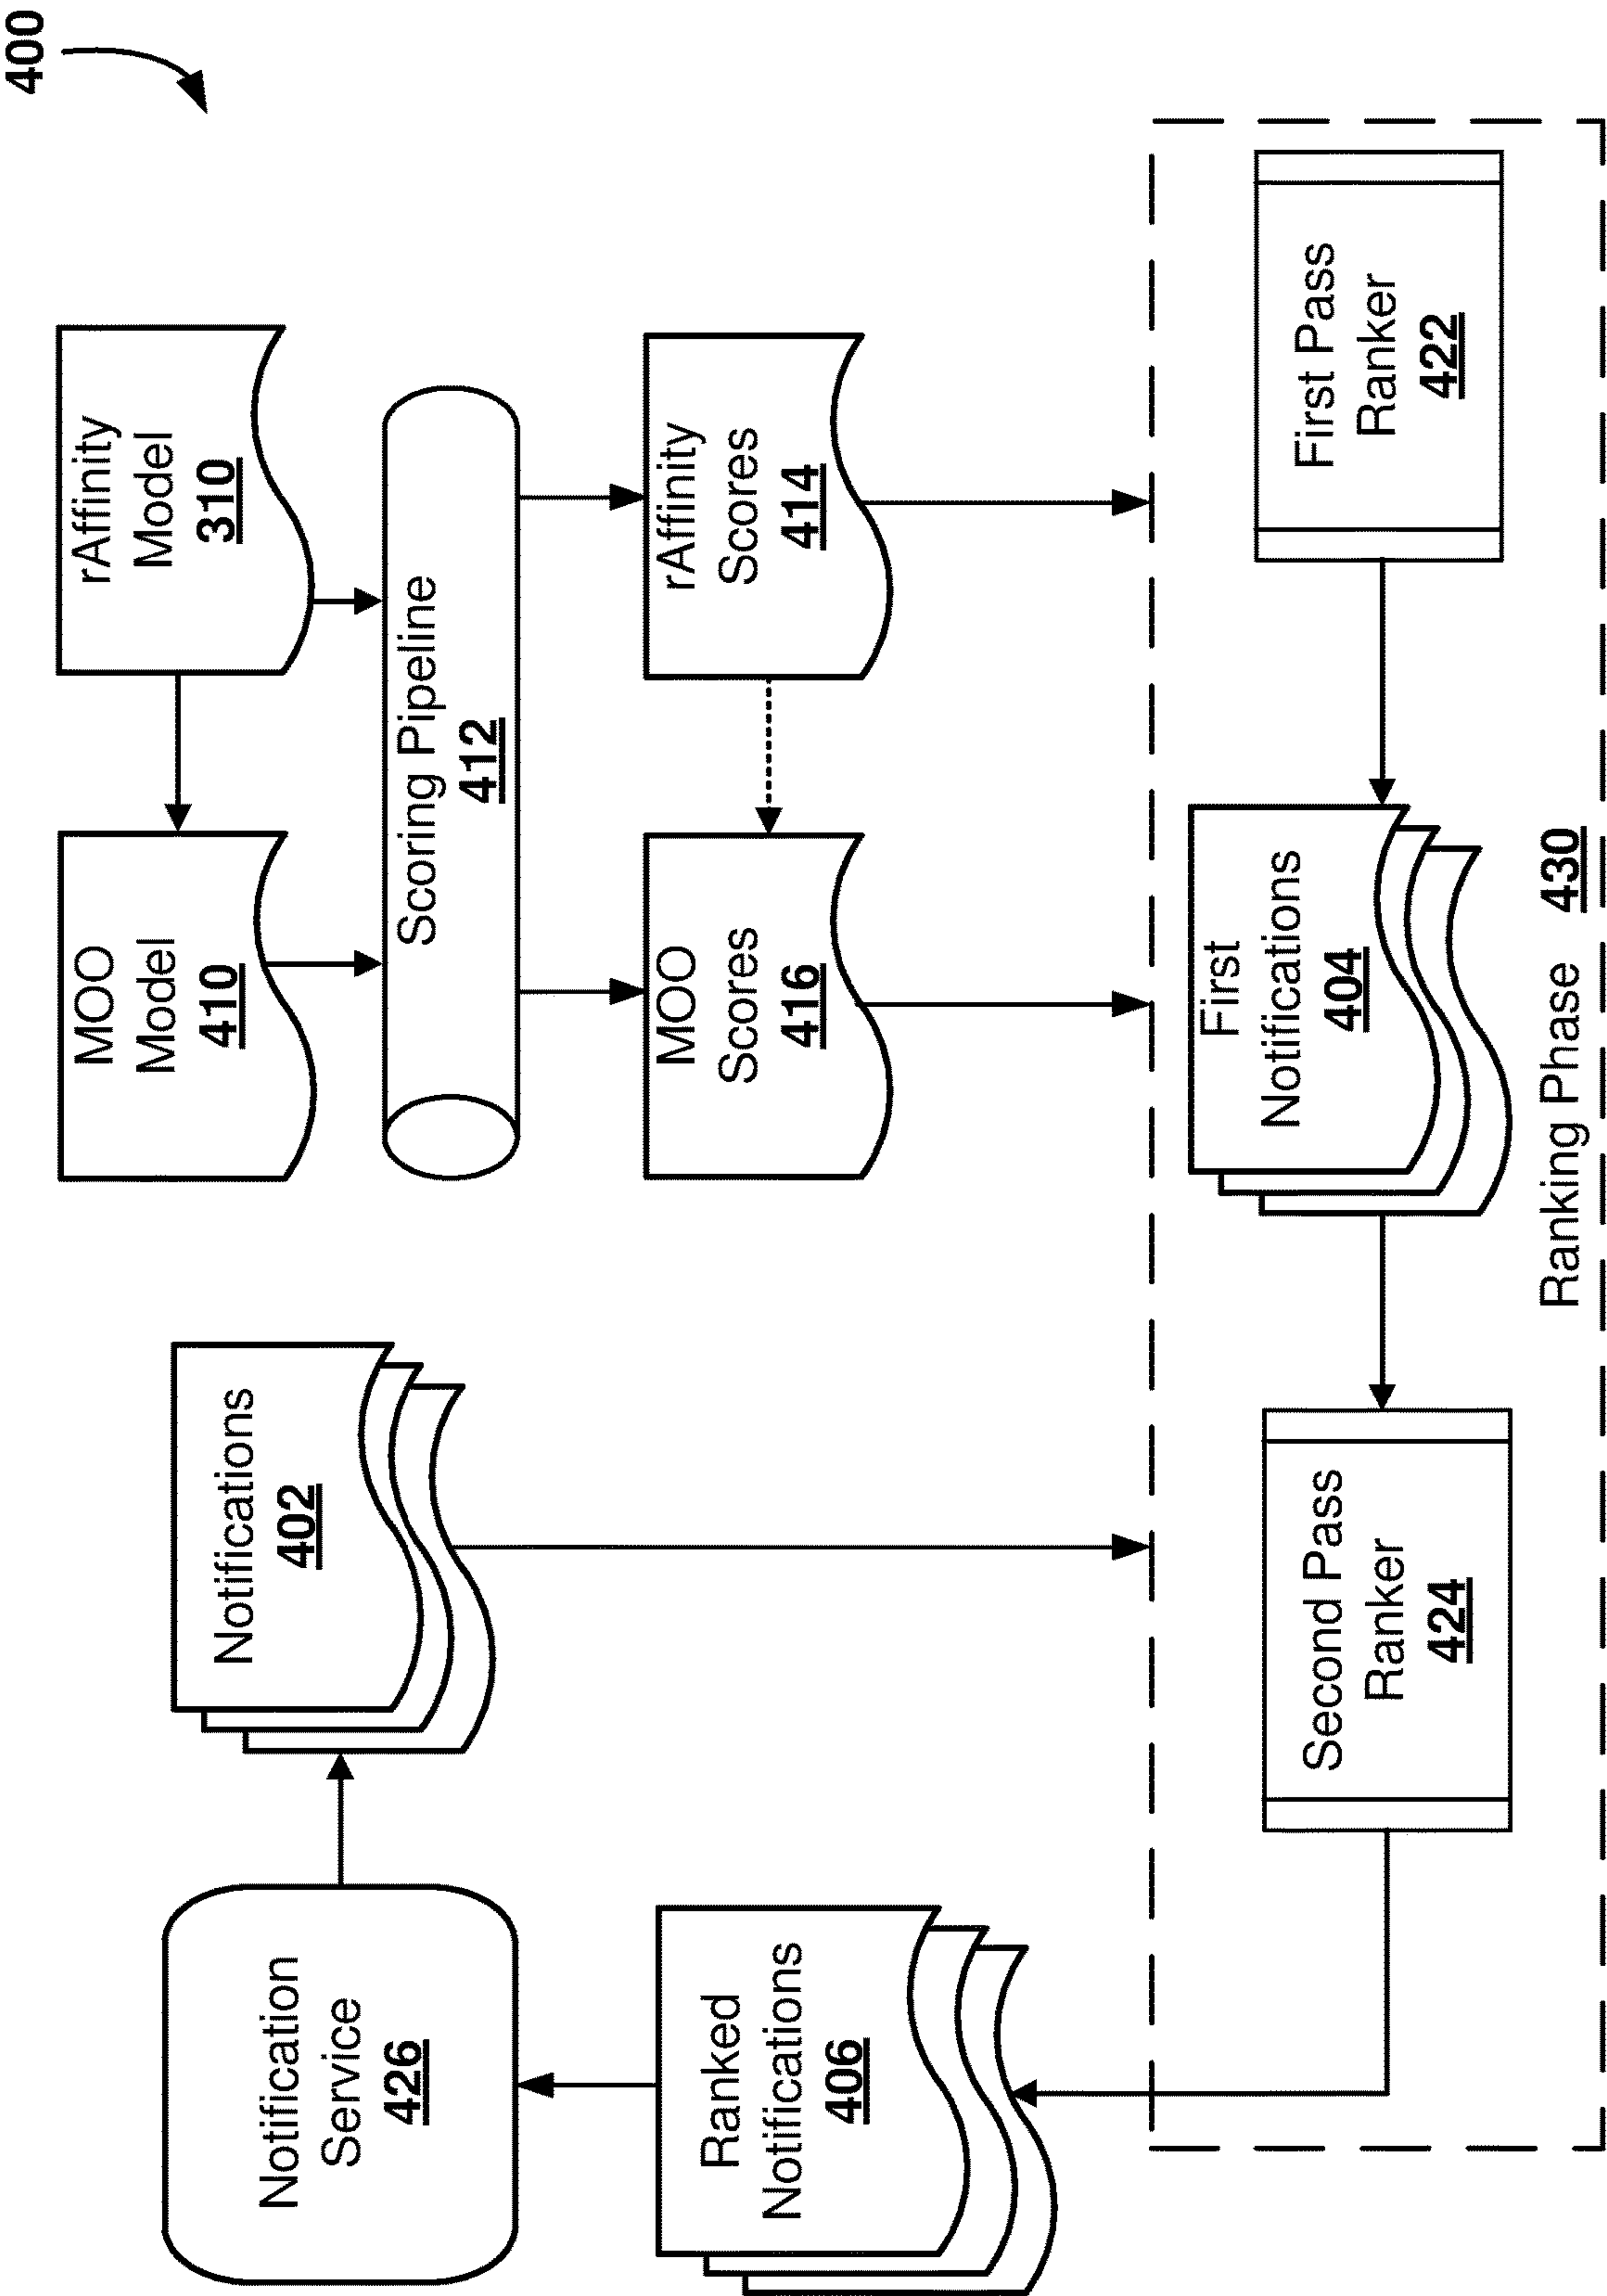 400
Notification
Service
426
Notifications
402
MOO
Model
410
rAffinity
Model
310
Scoring Pipeline
412
Ranked
Notifications
406
MOO
Scores
416
rAffinity
Scores
414
Second Pass
Ranker
424
First
Notifications
404
First Pass
Ranker
422
Ranking Phase 430